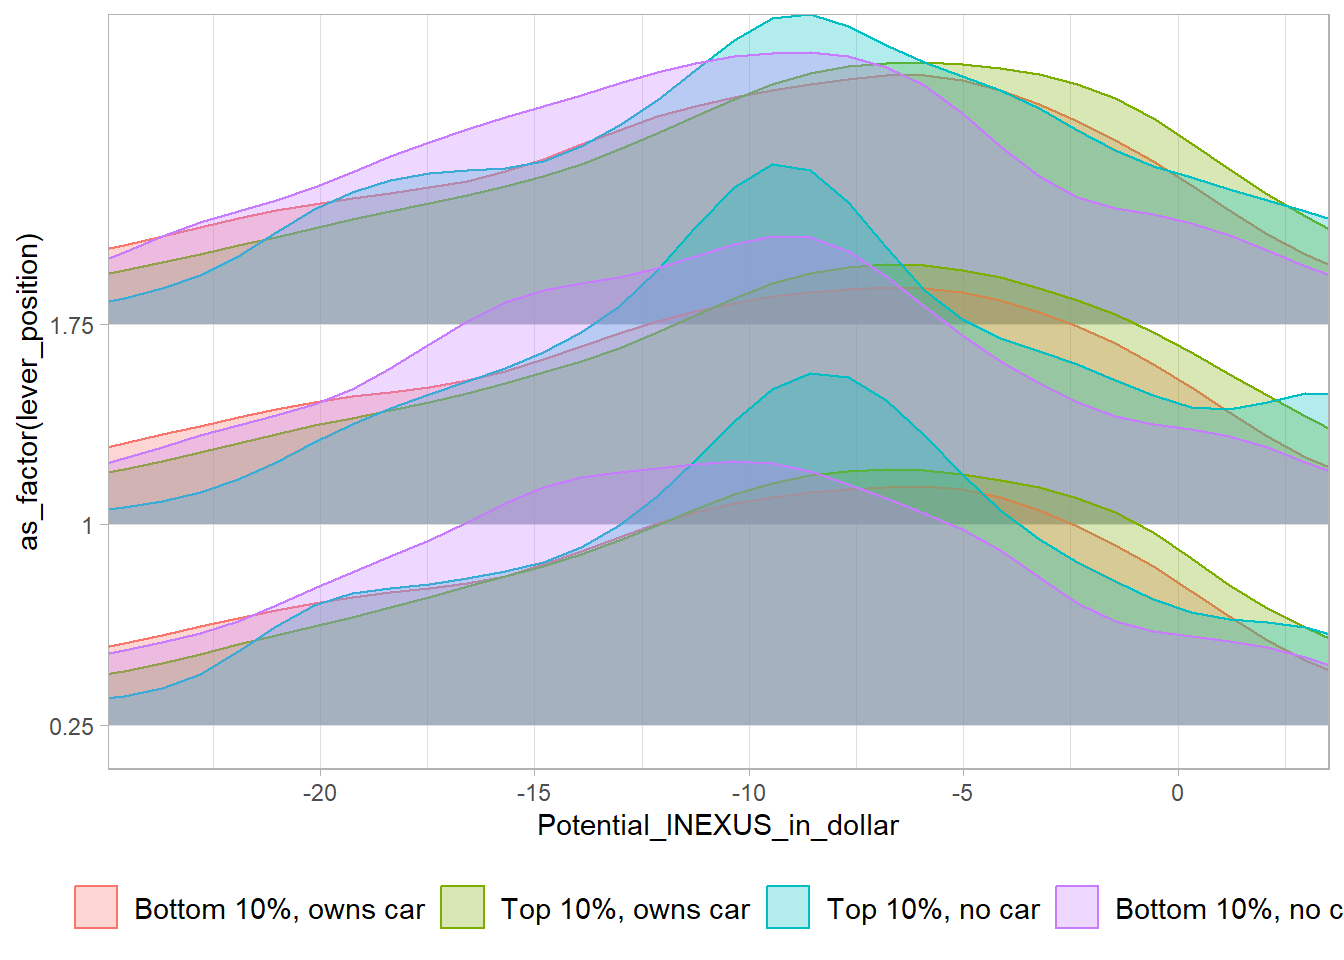 as_factor(lever_position)
1.75
1
0.25
-20 -15 -10 -5 0
Potential_INEXUS_in_dollar
Bottom 10%, owns car Top 10%, owns car Top 10%, no car Bottom 10%, no c